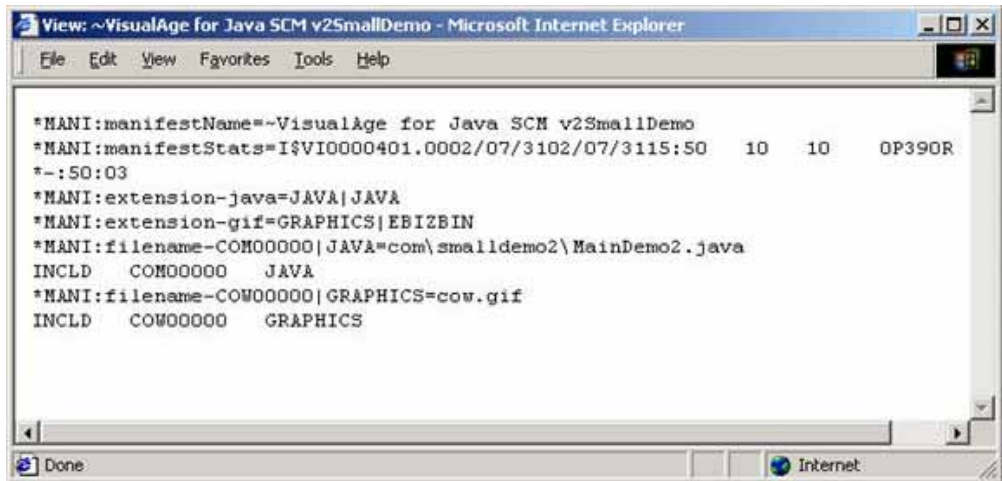 View: ~VisualAge for Java SCM v2SmallDemo - Microsoft Internet Explorer
File Edit View Favorites Tools Help
*MANI:manifestName=~VisualAge for Java SCM v2SmallDemo
*MANI:manifestStats=I$VI0000401.0002/07/3102/07/3115:50 10 10 OP390R
*-:50:03
*MANI:extension-java=JAVA|JAVA
*MANI:extension-gif=GRAPHICS|EBIZBIN
*MANI:filename-COM00000|JAVA=com\smalldemo2\MainDemo2.java
INCLD COM00000 JAVA
*MANI:filename-COW00000|GRAPHICS=cow.gif
INCLD COW00000 GRAPHICS
Done Internet